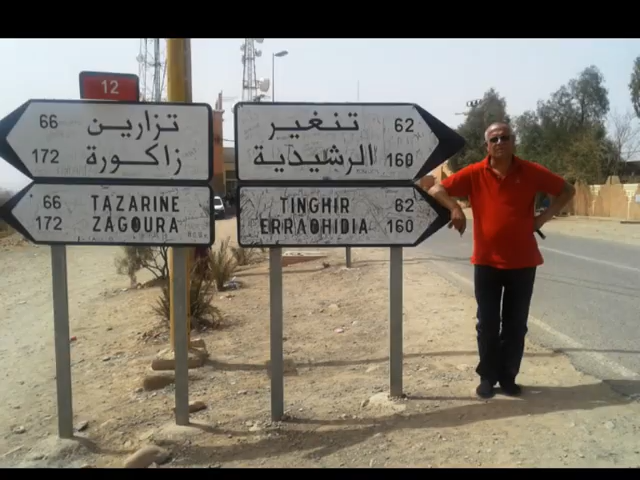 12
66 تزارين
172 زاكورة
66 TAZARINE
172 ZAGOURA
تنغير 62
الرشيدية 160
TINGHIR 62
ERRACHIDIA 160